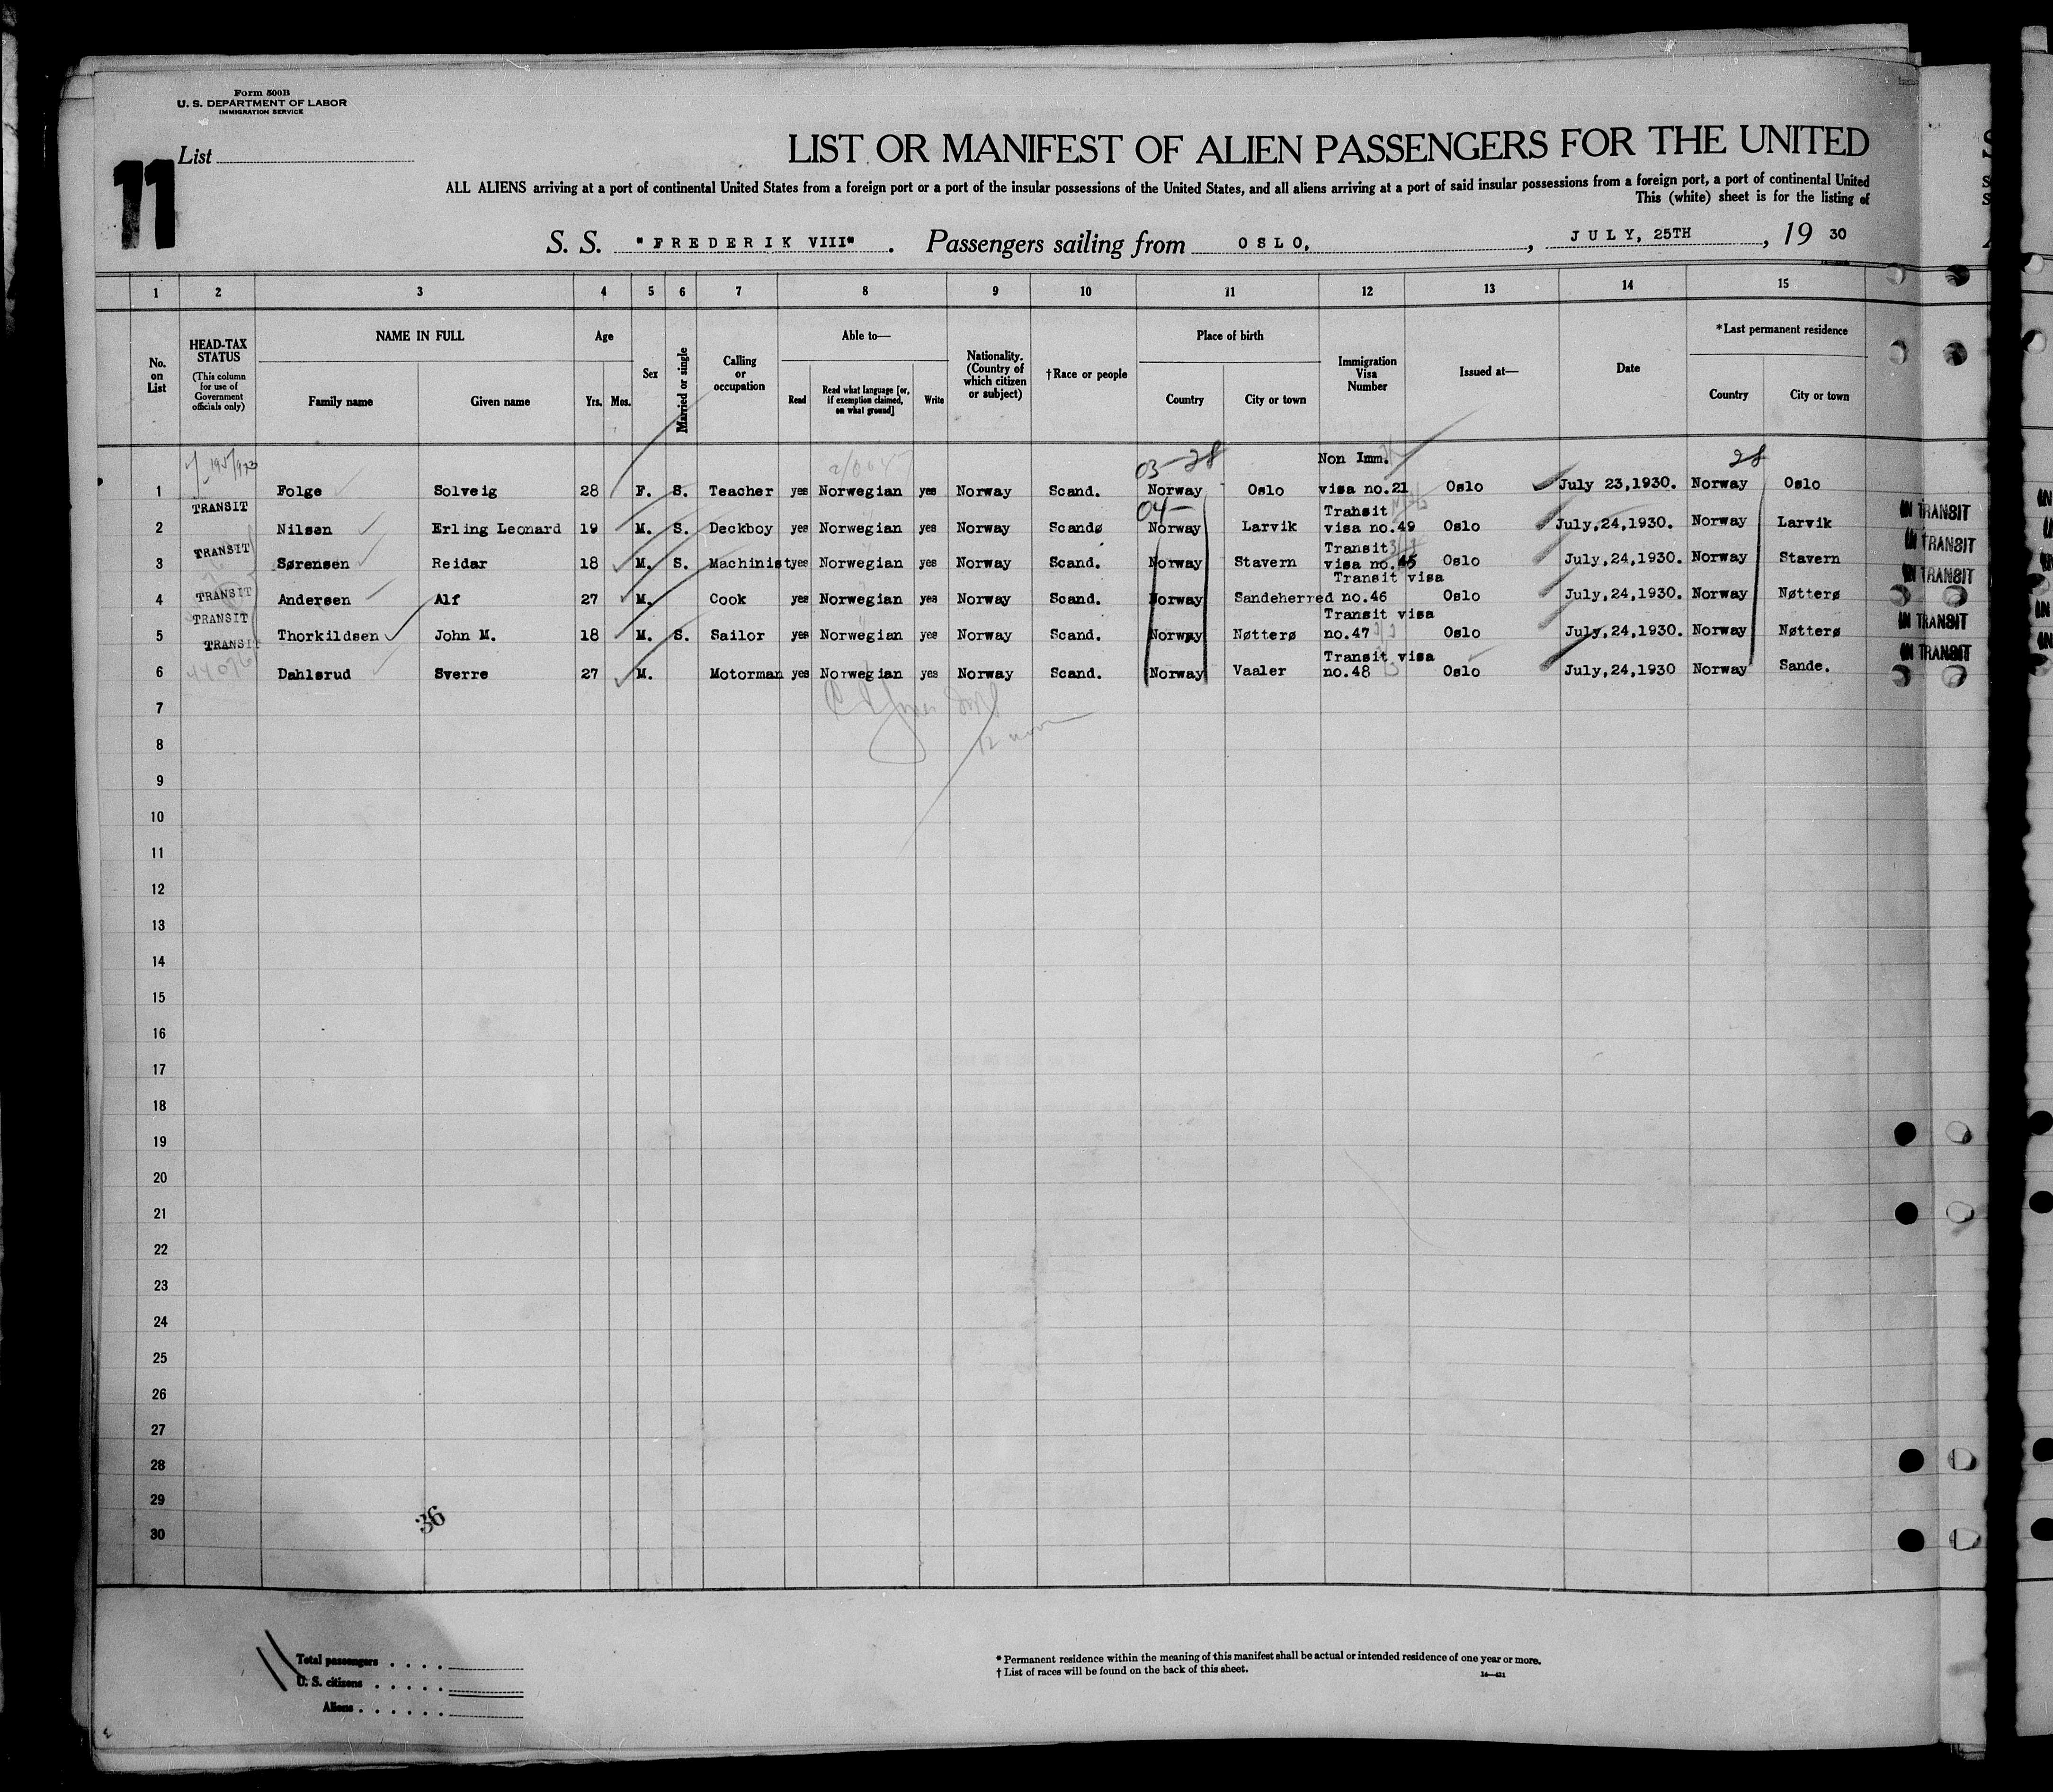 Form 500B
U. S. DEPARTMENT OF LABOR
IMMIGRATION SERVICE
List
11
LIST OR MANIFEST OF ALIEN PASSENGERS FOR THE UNITED
ALL ALIENS arriving at a port of continental United States from a foreign port or a port of the insular possessions of the United States, and all aliens arriving at a port of said insular possessions from a foreign port, a port of continental United
This (white) sheet is for the listing of
S. S. "FREDERIK VIII". Passengers sailing from OSLO, , JULY, 25TH , 19 30
1 2 3 4 5 6 7 8 9 10 11 12 13 14 15
No. on List
HEAD-TAX STATUS (This column for use of Government officials only)
NAME IN FULL
Family name Given name
Age
Yrs. Mos.
Sex
Married or single
Calling or occupation
Able to—
Read Read what language [or, if exemption claimed, on what ground] Write
Nationality. (Country of which citizen or subject)
†Race or people
Place of birth
Country City or town
Immigration Visa Number
Issued at—
Date
*Last permanent residence
Country City or town
03-28 Non Imm. 28
1 Folge Solveig 28 F. S. Teacher yes Norwegian yes Norway Scand. Norway Oslo visa no.21 Oslo July 23,1930. Norway Oslo
TRANSIT 04- Transit IN TRANSIT
2 Nilsen Erling Leonard 19 M. S. Deckboy yes Norwegian yes Norway Scandø Norway Larvik visa no.49 Oslo July,24,1930. Norway Larvik
TRANSIT Transit IN TRANSIT
3 Sørensen Reidar 18 M. S. Machinist yes Norwegian yes Norway Scand. Norway Stavern visa no.45 Oslo July,24,1930. Norway Stavern
TRANSIT Transit visa IN TRANSIT
4 Andersen Alf 27 M. Cook yes Norwegian yes Norway Scand. Norway Sandeherred no.46 Oslo July,24,1930. Norway Nøtterø
TRANSIT Transit visa IN TRANSIT
5 Thorkildsen John M. 18 M. S. Sailor yes Norwegian yes Norway Scand. Norway Nøtterø no.47 Oslo July,24,1930. Norway Nøtterø
TRANSIT Transit visa IN TRANSIT
6 Dahlsrud Sverre 27 M. Motorman yes Norwegian yes Norway Scand. Norway Vaaler no.48 Oslo July,24,1930 Norway Sande.
7
8
9
10
11
12
13
14
15
16
17
18
19
20
21
22
23
24
25
26
27
28
29
30
36
Total passengers
U. S. citizens
Aliens
* Permanent residence within the meaning of this manifest shall be actual or intended residence of one year or more.
† List of races will be found on the back of this sheet.